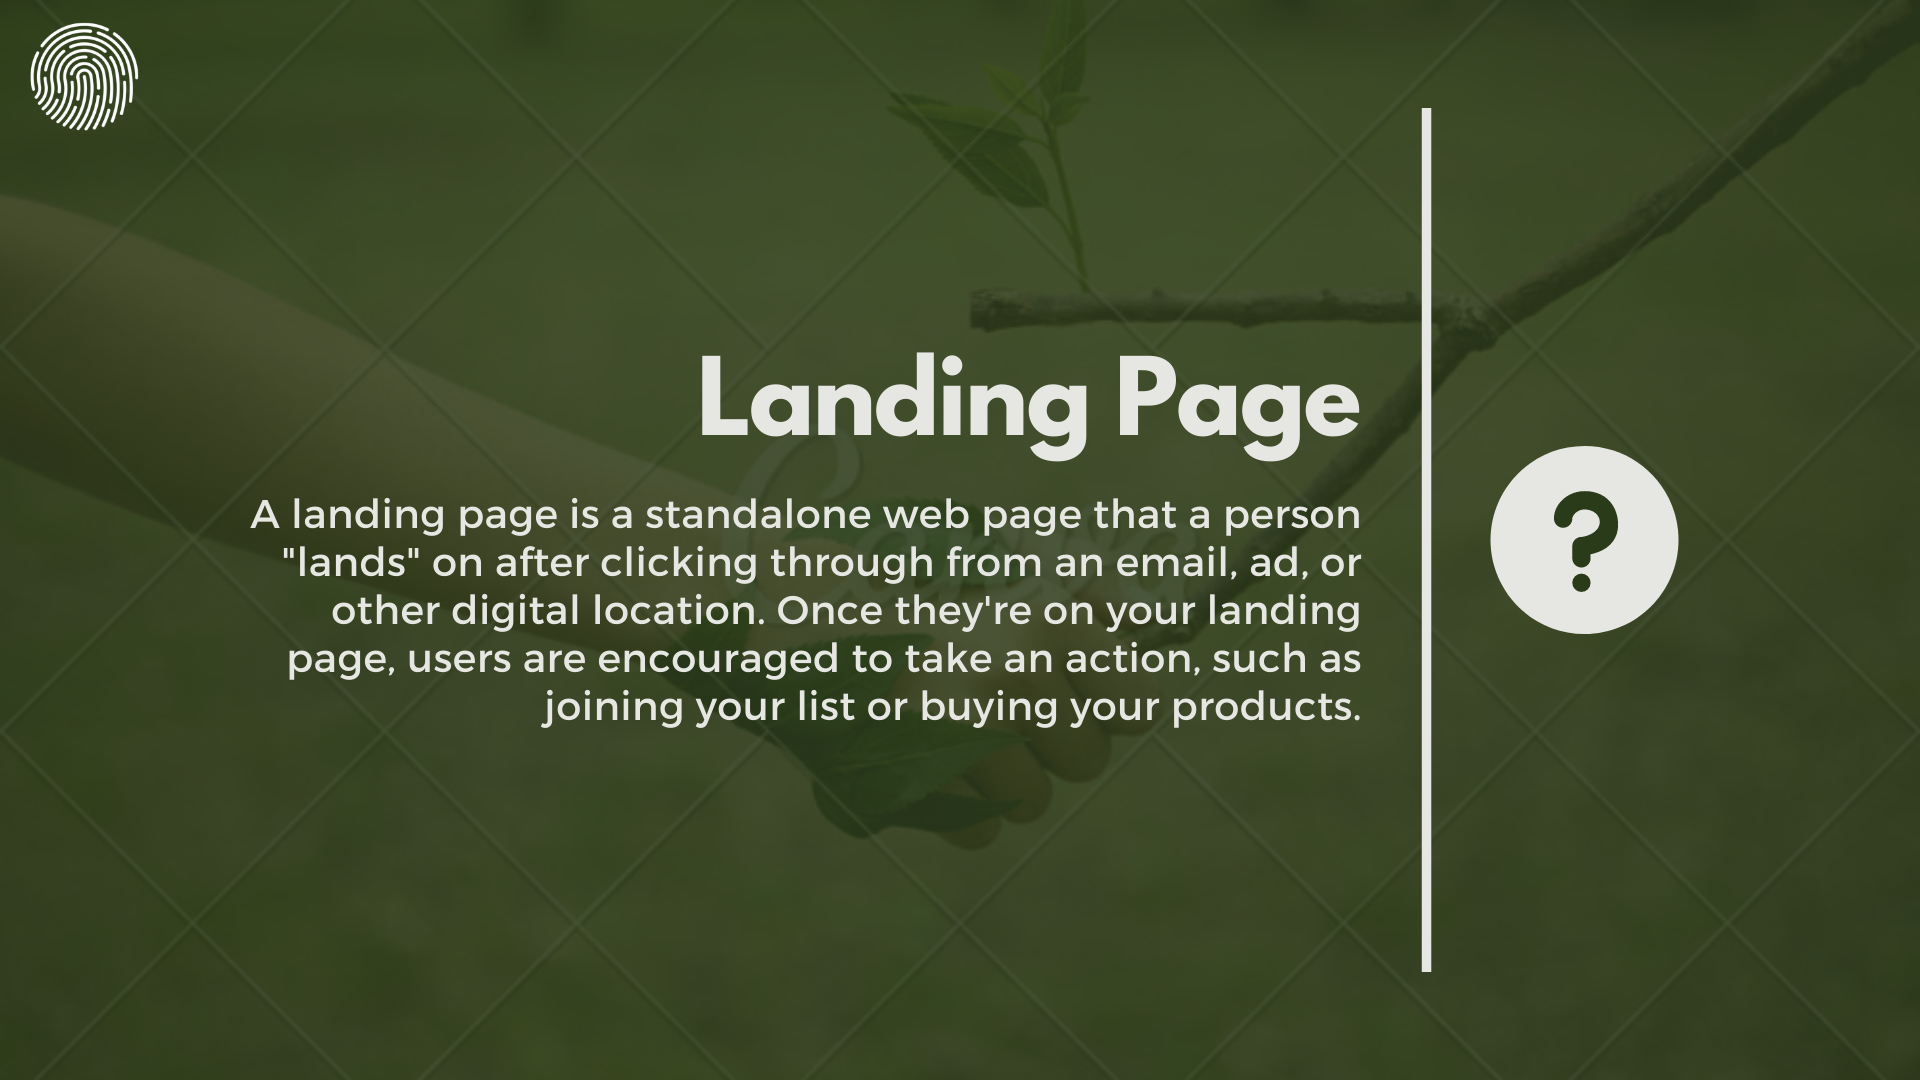 Landing Page
A landing page is a standalone web page that a person
"lands" on after clicking through from an email, ad, or
other digital location. Once they're on your landing
page, users are encouraged to take an action, such as
joining your list or buying your products.
?
Canva